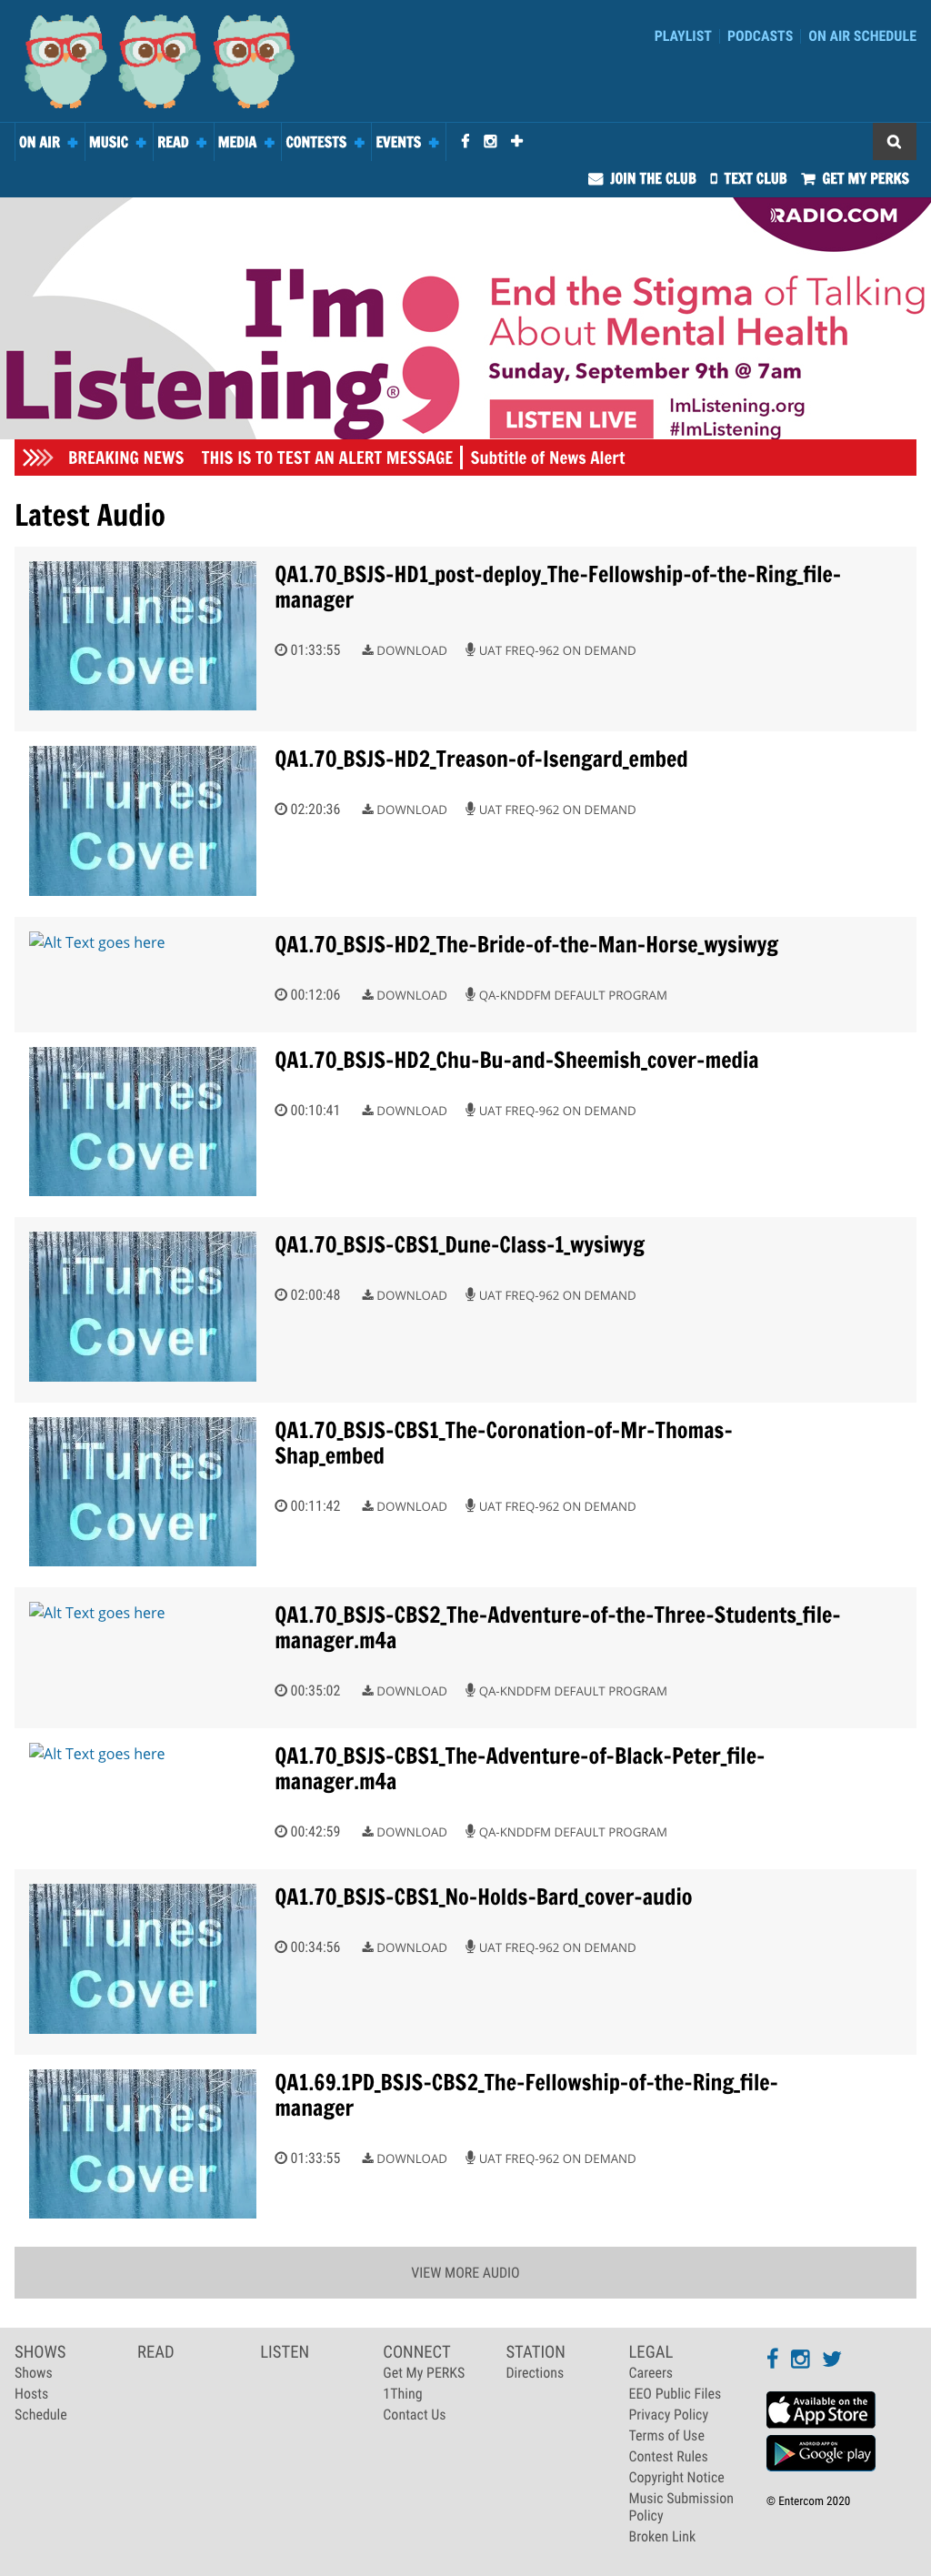 PLAYLIST PODCASTS ON AIR SCHEDULE
ON AIR MUSIC READ MEDIA CONTESTS EVENTS
JOIN THE CLUB TEXT CLUB GET MY PERKS
RADIO.COM
I'm
Listening®
End the Stigma of Talking
About Mental Health
Sunday, September 9th @ 7am
LISTEN LIVE
ImListening.org
#ImListening
BREAKING NEWS THIS IS TO TEST AN ALERT MESSAGE Subtitle of News Alert
Latest Audio
iTunes
Cover
QA1.70_BSJS-HD1_post-deploy_The-Fellowship-of-the-Ring_file-
manager
01:33:55 DOWNLOAD UAT FREQ-962 ON DEMAND
iTunes
Cover
QA1.70_BSJS-HD2_Treason-of-Isengard_embed
02:20:36 DOWNLOAD UAT FREQ-962 ON DEMAND
Alt Text goes here
QA1.70_BSJS-HD2_The-Bride-of-the-Man-Horse_wysiwyg
00:12:06 DOWNLOAD QA-KNDDFM DEFAULT PROGRAM
iTunes
Cover
QA1.70_BSJS-HD2_Chu-Bu-and-Sheemish_cover-media
00:10:41 DOWNLOAD UAT FREQ-962 ON DEMAND
iTunes
Cover
QA1.70_BSJS-CBS1_Dune-Class-1_wysiwyg
02:00:48 DOWNLOAD UAT FREQ-962 ON DEMAND
iTunes
Cover
QA1.70_BSJS-CBS1_The-Coronation-of-Mr-Thomas-
Shap_embed
00:11:42 DOWNLOAD UAT FREQ-962 ON DEMAND
Alt Text goes here
QA1.70_BSJS-CBS2_The-Adventure-of-the-Three-Students_file-
manager.m4a
00:35:02 DOWNLOAD QA-KNDDFM DEFAULT PROGRAM
Alt Text goes here
QA1.70_BSJS-CBS1_The-Adventure-of-Black-Peter_file-
manager.m4a
00:42:59 DOWNLOAD QA-KNDDFM DEFAULT PROGRAM
iTunes
Cover
QA1.70_BSJS-CBS1_No-Holds-Bard_cover-audio
00:34:56 DOWNLOAD UAT FREQ-962 ON DEMAND
iTunes
Cover
QA1.69.1PD_BSJS-CBS2_The-Fellowship-of-the-Ring_file-
manager
01:33:55 DOWNLOAD UAT FREQ-962 ON DEMAND
VIEW MORE AUDIO
SHOWS
Shows
Hosts
Schedule
READ
LISTEN
CONNECT
Get My PERKS
1Thing
Contact Us
STATION
Directions
LEGAL
Careers
EEO Public Files
Privacy Policy
Terms of Use
Contest Rules
Copyright Notice
Music Submission
Policy
Broken Link
Available on the
App Store
ANDROID APP ON
Google play
© Entercom 2020